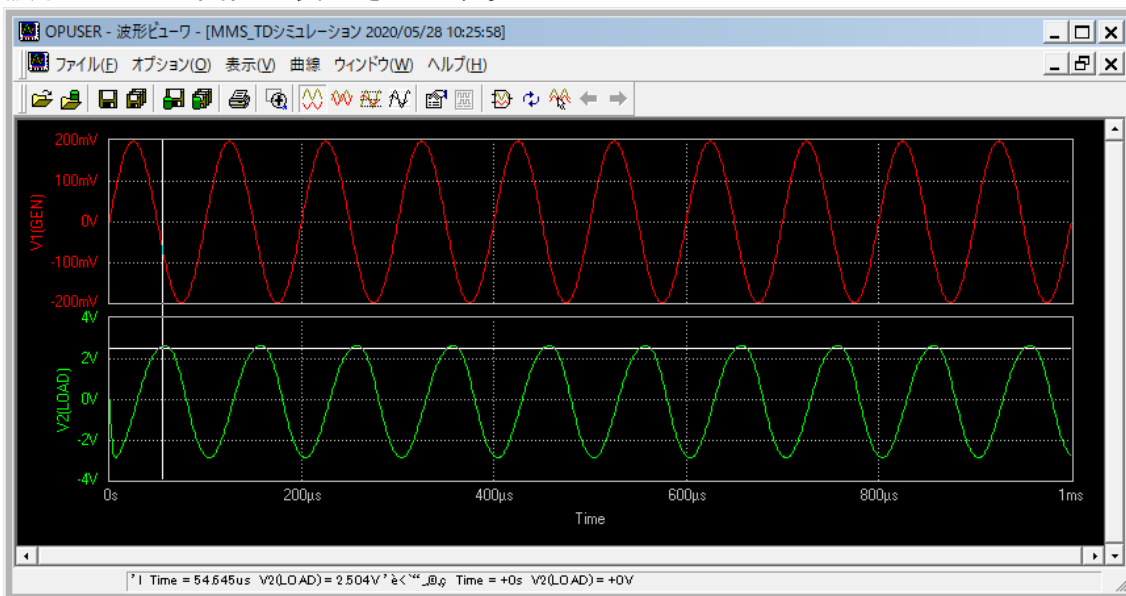 OPUSER - 波形ビューワ - [MMS_TDシミュレーション 2020/05/28 10:25:58]
ファイル(F) オプション(O) 表示(V) 曲線 ウィンドウ(W) ヘルプ(H)
200mV
100mV
0V
-100mV
-200mV
V1(GEN)
4V
2V
0V
-2V
-4V
V2(LOAD)
0s 200μs 400μs 600μs 800μs 1ms
Time
Time = 54.645us V2(LOAD) = 2.504V Time = +0s V2(LOAD) = +0V